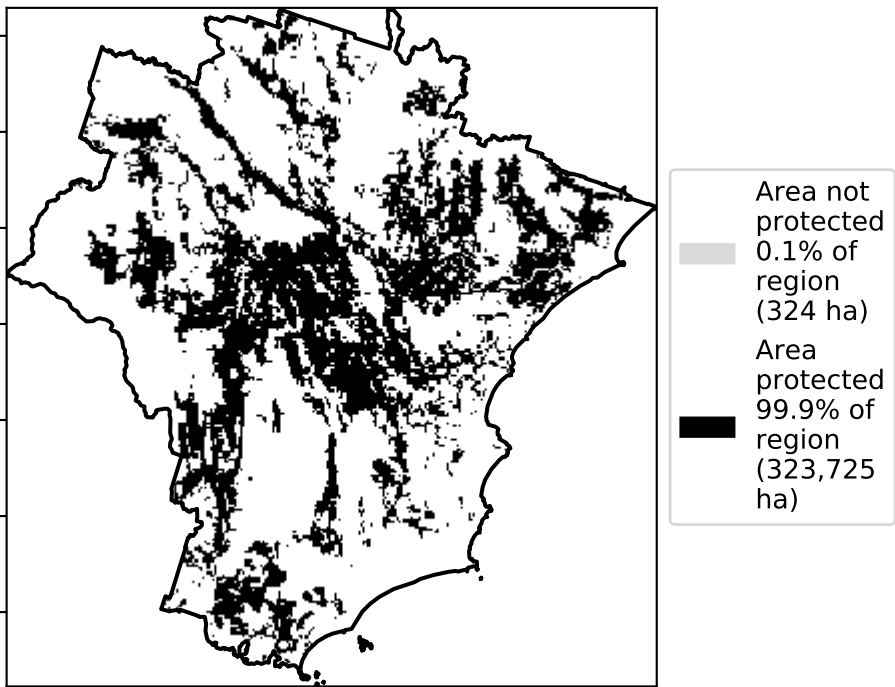 Area not
protected
0.1% of
region
(324 ha)
Area
protected
99.9% of
region
(323,725
ha)